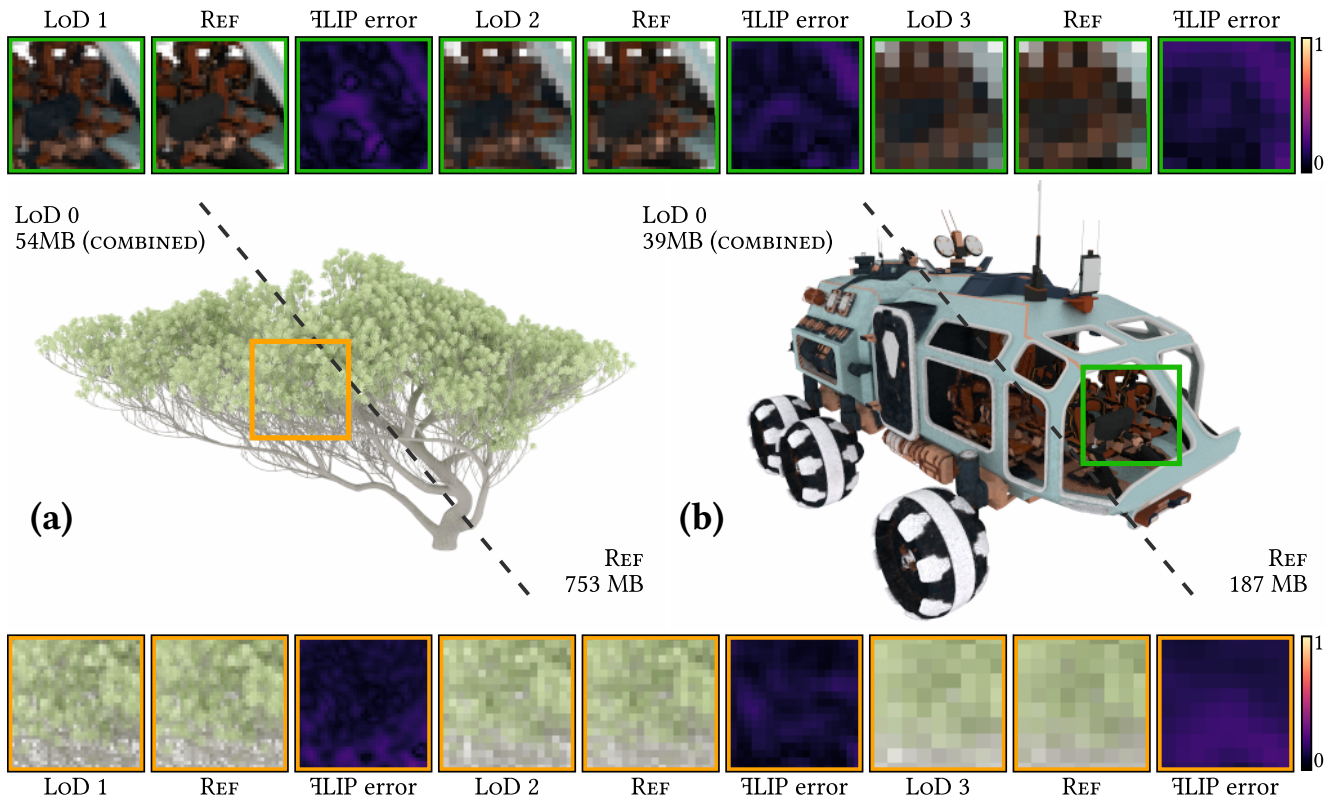 LoD 1 Ref ꟻLIP error LoD 2 Ref ꟻLIP error LoD 3 Ref ꟻLIP error
1
0
LoD 0
54MB (combined)
LoD 0
39MB (combined)
(a)
(b)
Ref
753 MB
Ref
187 MB
1
0
LoD 1 Ref ꟻLIP error LoD 2 Ref ꟻLIP error LoD 3 Ref ꟻLIP error